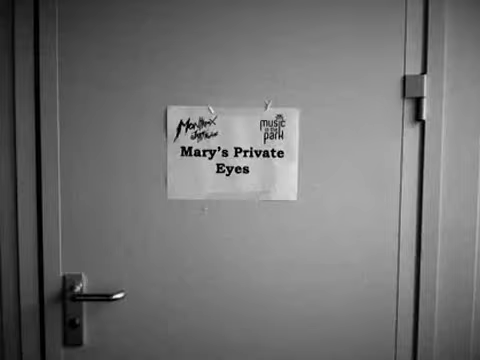 Montreux
Jazz Festival
music
in the
park
Mary's Private
Eyes